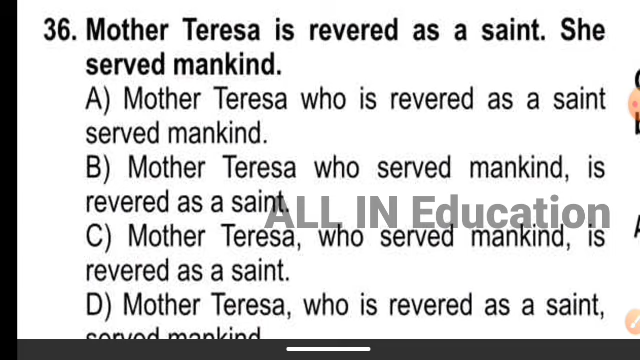 36. Mother Teresa is revered as a saint. She
served mankind.
A) Mother Teresa who is revered as a saint
served mankind.
B) Mother Teresa who served mankind, is
revered as a saint.
ALL IN Education
C) Mother Teresa, who served mankind, is
revered as a saint.
D) Mother Teresa, who is revered as a saint,
served mankind